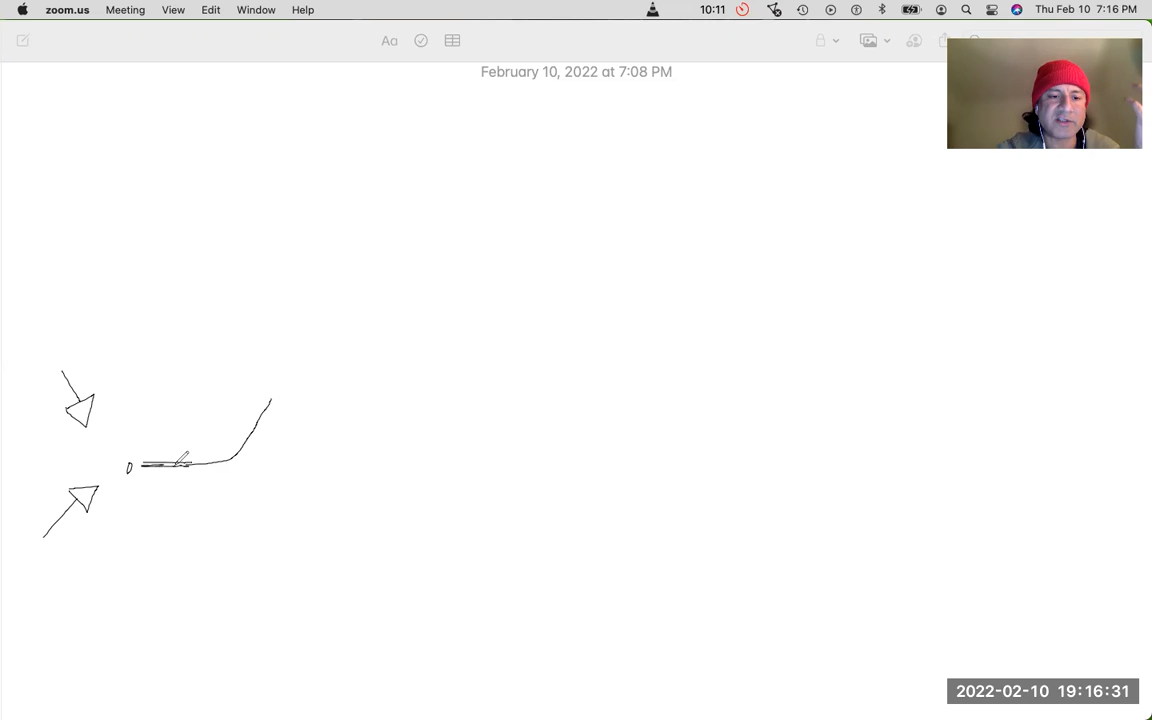 zoom.us Meeting View Edit Window Help 10:11 Thu Feb 10 7:16 PM
Aa
February 10, 2022 at 7:08 PM
0
2022-02-10 19:16:31